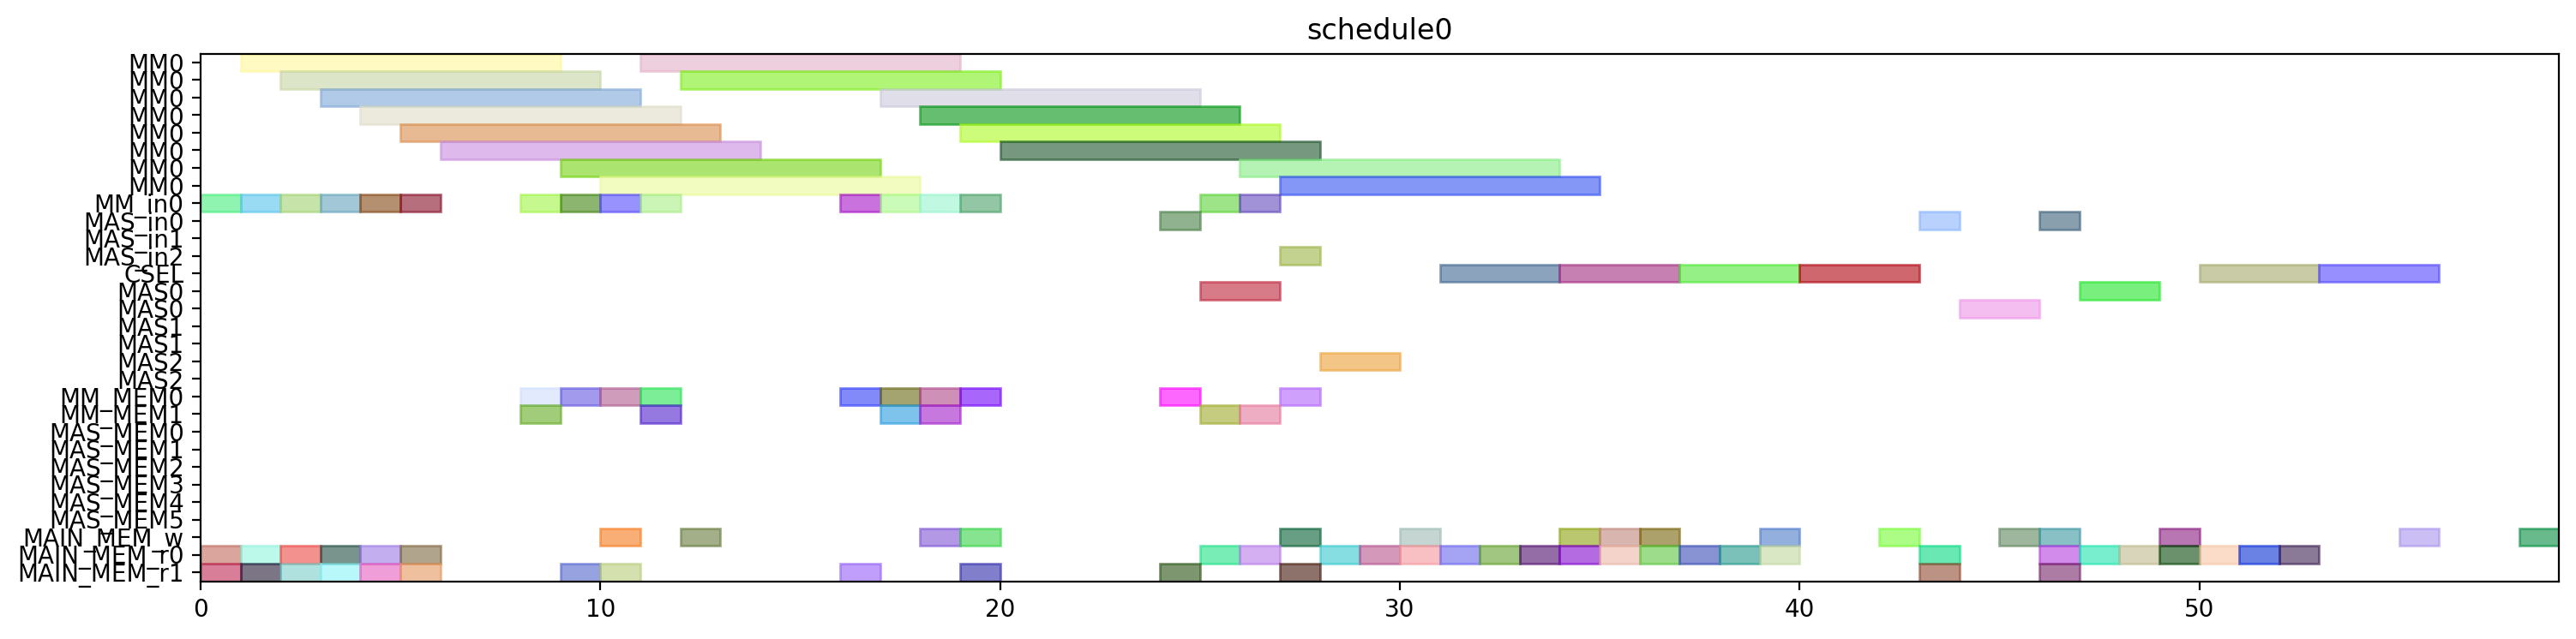 schedule0
MM0
MM0
MM0
MM0
MM0
MM0
MM0
MM0
MM_in0
MAS_in0
MAS_in1
MAS_in2
CSEL
MAS0
MAS0
MAS1
MAS1
MAS2
MAS2
MM_MEM0
MM_MEM1
MAS_MEM0
MAS_MEM1
MAS_MEM2
MAS_MEM3
MAS_MEM4
MAS_MEM5
MAIN_MEM_w
MAIN_MEM_r0
MAIN_MEM_r1
0 10 20 30 40 50